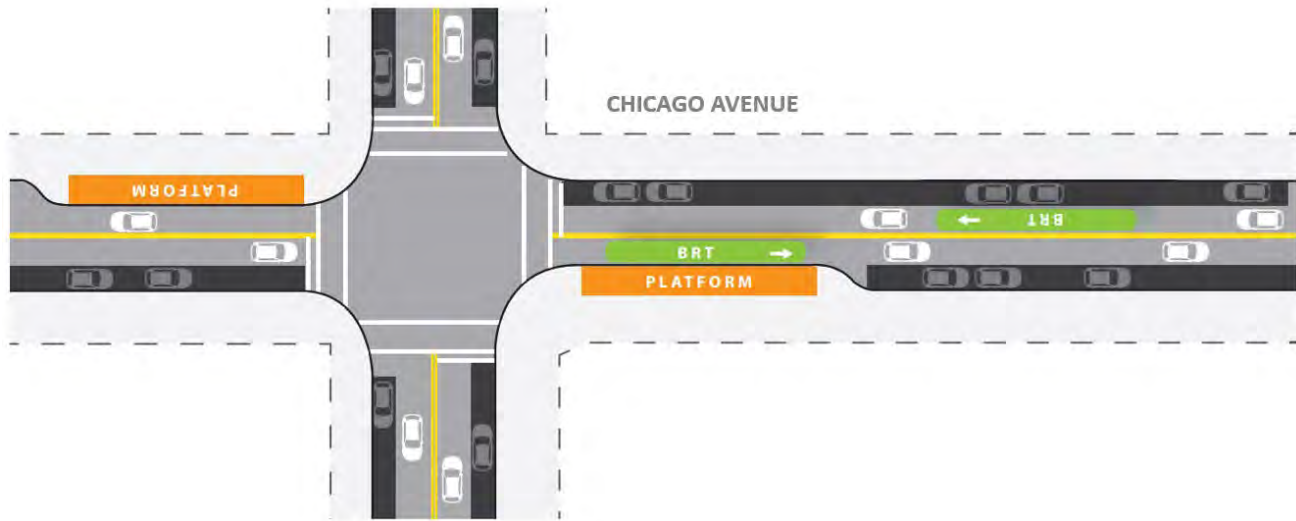 CHICAGO AVENUE
PLATFORM
BRT
BRT
PLATFORM